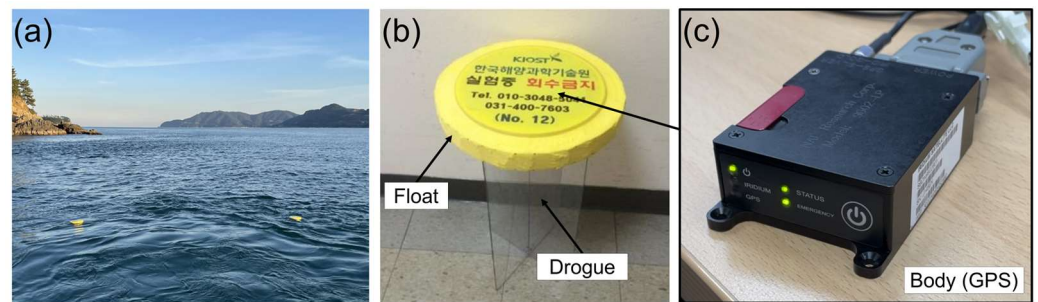 (a)
(b)
KIOST
한국해양과학기술원
실험중 회수금지
Tel. 010-3048-5041
031-400-7603
(No. 12)
Float
Drogue
(c)
IRIDIUM
GPS
STATUS
EMERGENCY
Body (GPS)